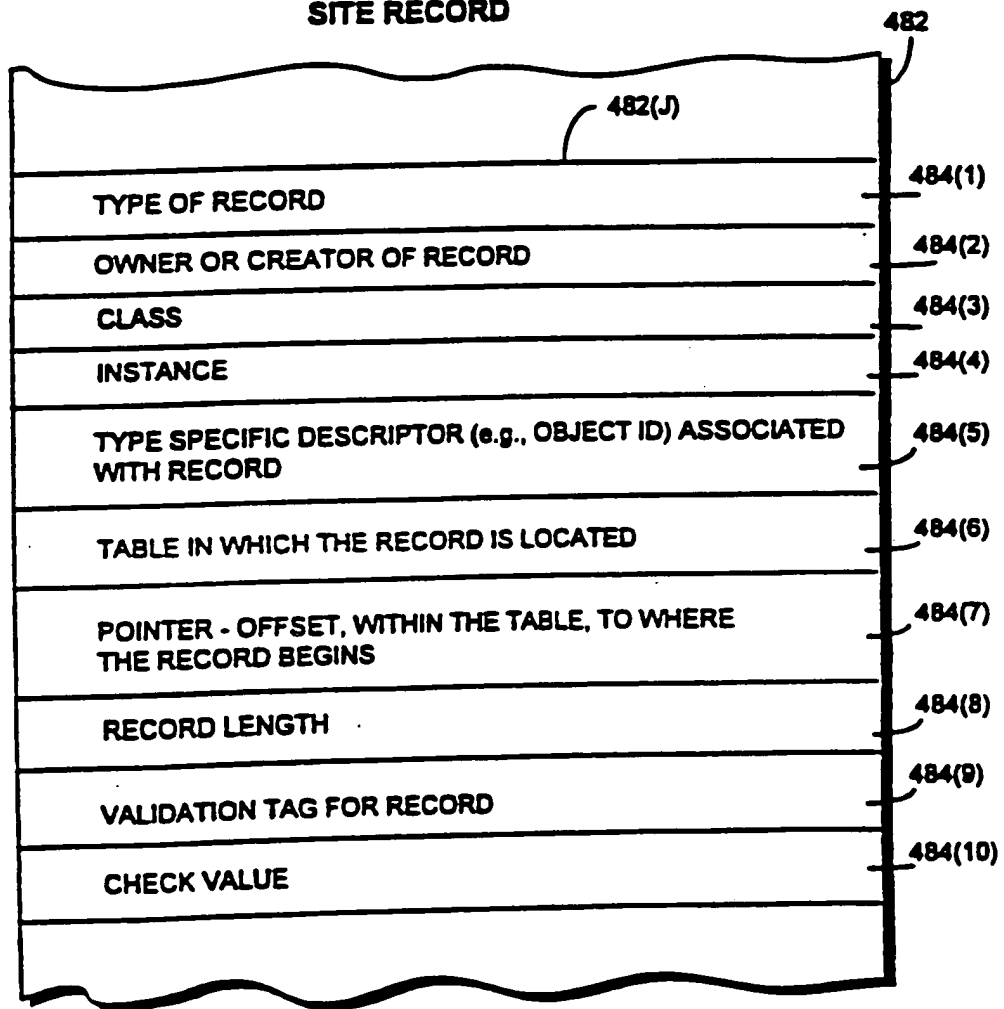 SITE RECORD
482
482(J)
TYPE OF RECORD
484(1)
OWNER OR CREATOR OF RECORD
484(2)
CLASS
484(3)
INSTANCE
484(4)
TYPE SPECIFIC DESCRIPTOR (e.g., OBJECT ID) ASSOCIATED
WITH RECORD
484(5)
TABLE IN WHICH THE RECORD IS LOCATED
484(6)
POINTER - OFFSET, WITHIN THE TABLE, TO WHERE
THE RECORD BEGINS
484(7)
RECORD LENGTH
484(8)
VALIDATION TAG FOR RECORD
484(9)
CHECK VALUE
484(10)